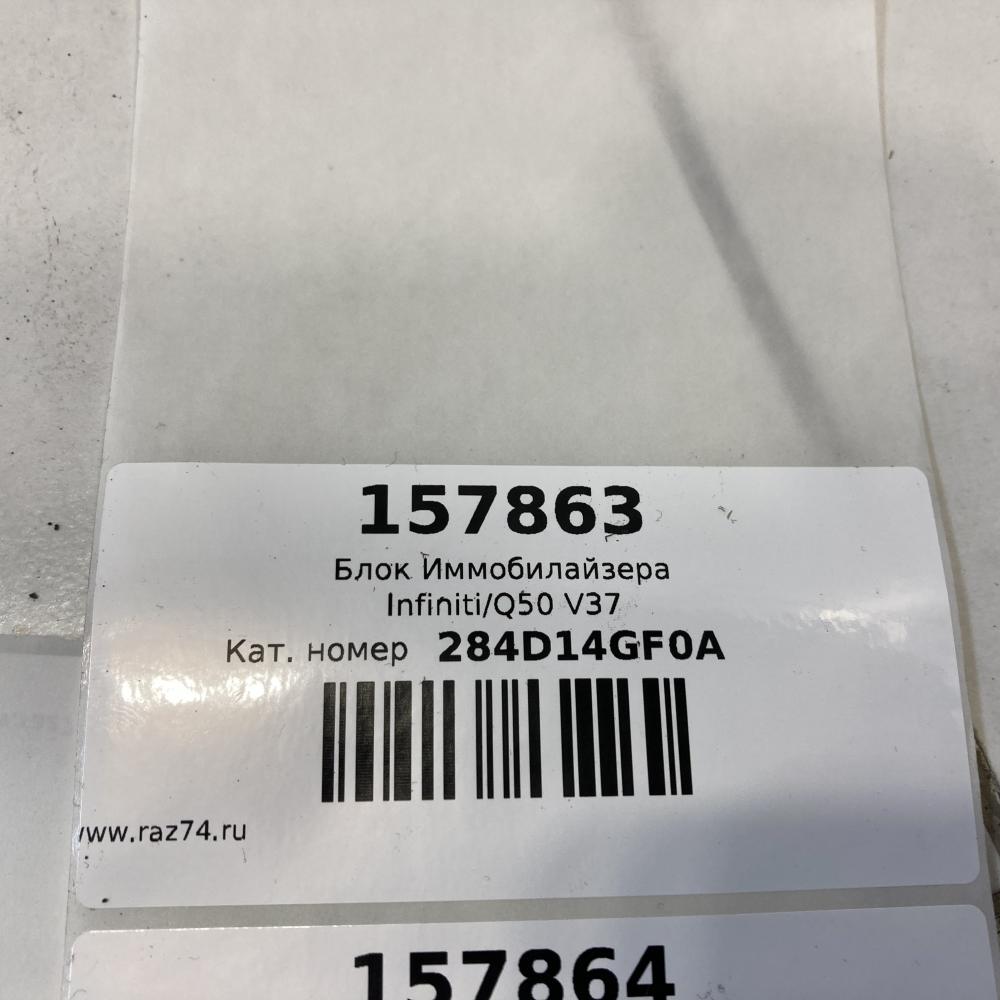 157863
Блок Иммобилайзера
Infiniti/Q50 V37
Кат. номер 284D14GF0A
www.raz74.ru
157864